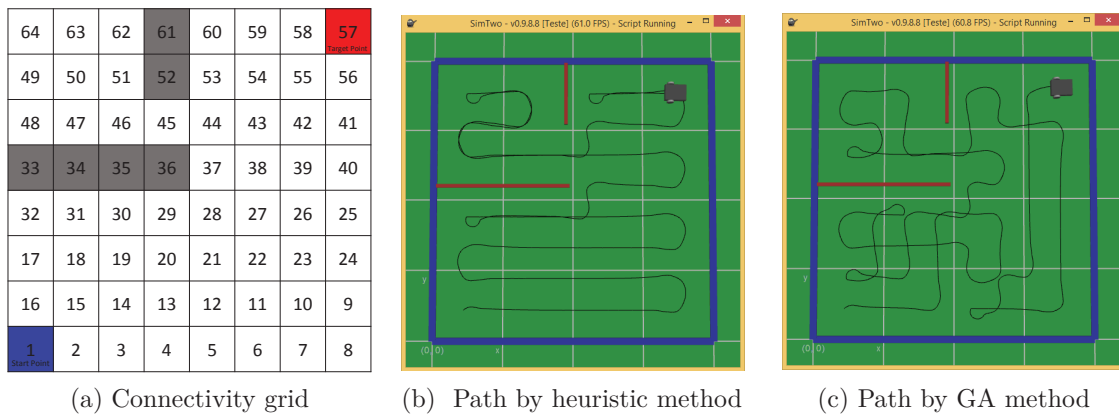 64 63 62 61 60 59 58 57
Target Point
49 50 51 52 53 54 55 56
48 47 46 45 44 43 42 41
33 34 35 36 37 38 39 40
32 31 30 29 28 27 26 25
17 18 19 20 21 22 23 24
16 15 14 13 12 11 10 9
1 2 3 4 5 6 7 8
Start Point
(a) Connectivity grid
SimTwo - v0.9.8.8 [Teste] (61.0 FPS) - Script Running
y
(0,0) x
(b) Path by heuristic method
SimTwo - v0.9.8.8 [Teste] (60.8 FPS) - Script Running
y
(0,0) x
(c) Path by GA method